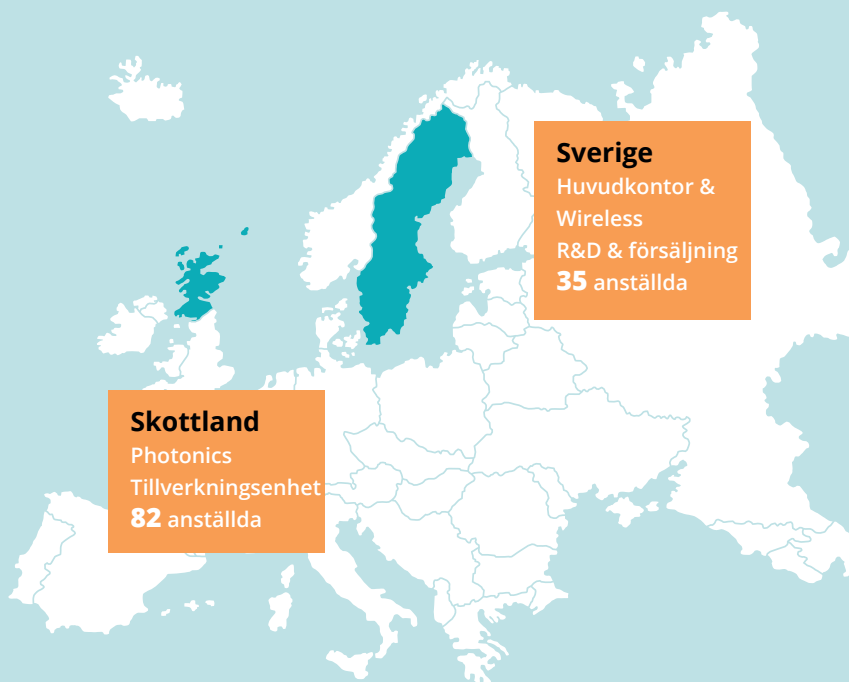 Sverige
Huvudkontor &
Wireless
R&D & försäljning
35 anställda
Skottland
Photonics
Tillverkningsenhet
82 anställda